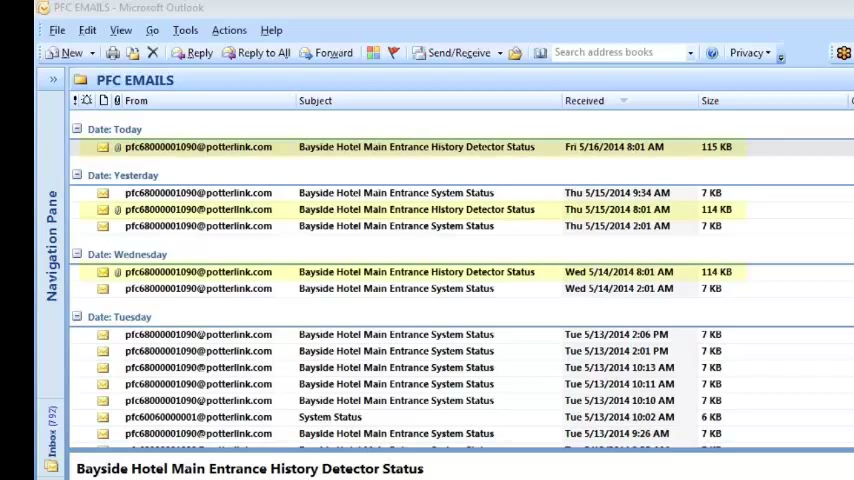 PFC EMAILS - Microsoft Outlook
File Edit View Go Tools Actions Help
New Reply Reply to All Forward Send/Receive Search address books Privacy
» PFC EMAILS
! From Subject Received Size
Date: Today
pfc68000001090@potterlink.com Bayside Hotel Main Entrance History Detector Status Fri 5/16/2014 8:01 AM 115 KB
Date: Yesterday
pfc68000001090@potterlink.com Bayside Hotel Main Entrance System Status Thu 5/15/2014 9:34 AM 7 KB
pfc68000001090@potterlink.com Bayside Hotel Main Entrance History Detector Status Thu 5/15/2014 8:01 AM 114 KB
pfc68000001090@potterlink.com Bayside Hotel Main Entrance System Status Thu 5/15/2014 2:01 AM 7 KB
Date: Wednesday
pfc68000001090@potterlink.com Bayside Hotel Main Entrance History Detector Status Wed 5/14/2014 8:01 AM 114 KB
pfc68000001090@potterlink.com Bayside Hotel Main Entrance System Status Wed 5/14/2014 2:01 AM 7 KB
Date: Tuesday
pfc68000001090@potterlink.com Bayside Hotel Main Entrance System Status Tue 5/13/2014 2:06 PM 7 KB
pfc68000001090@potterlink.com Bayside Hotel Main Entrance System Status Tue 5/13/2014 2:01 PM 7 KB
pfc68000001090@potterlink.com Bayside Hotel Main Entrance System Status Tue 5/13/2014 10:13 AM 7 KB
pfc68000001090@potterlink.com Bayside Hotel Main Entrance System Status Tue 5/13/2014 10:11 AM 7 KB
pfc68000001090@potterlink.com Bayside Hotel Main Entrance System Status Tue 5/13/2014 10:10 AM 7 KB
pfc60060000001@potterlink.com System Status Tue 5/13/2014 10:02 AM 6 KB
pfc68000001090@potterlink.com Bayside Hotel Main Entrance System Status Tue 5/13/2014 9:26 AM 7 KB
Navigation Pane
Inbox (792)
Bayside Hotel Main Entrance History Detector Status